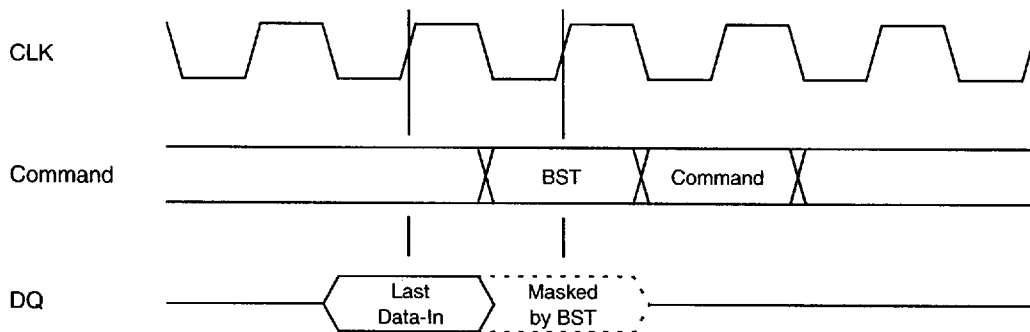 CLK
Command
BST
Command
DQ
Last
Data-In
Masked
by BST